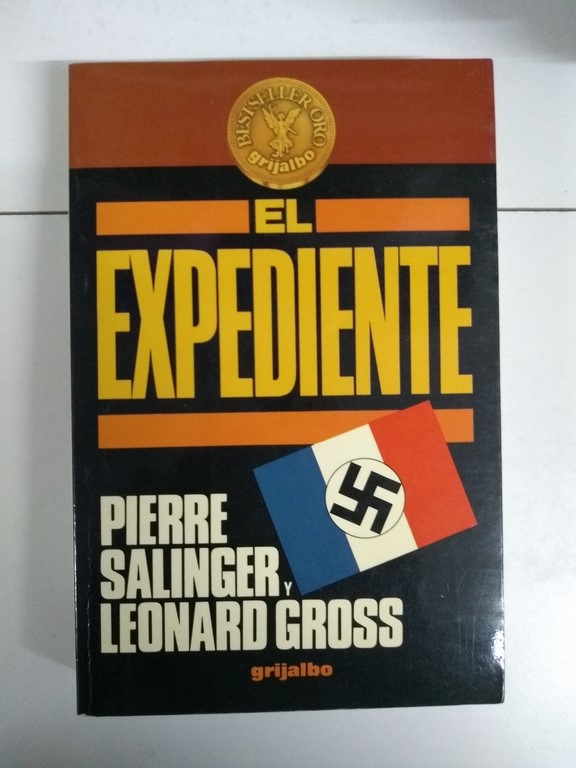 BESTSELLER ORO
grijalbo
EL
EXPEDIENTE
PIERRE
SALINGER Y
LEONARD GROSS
grijalbo